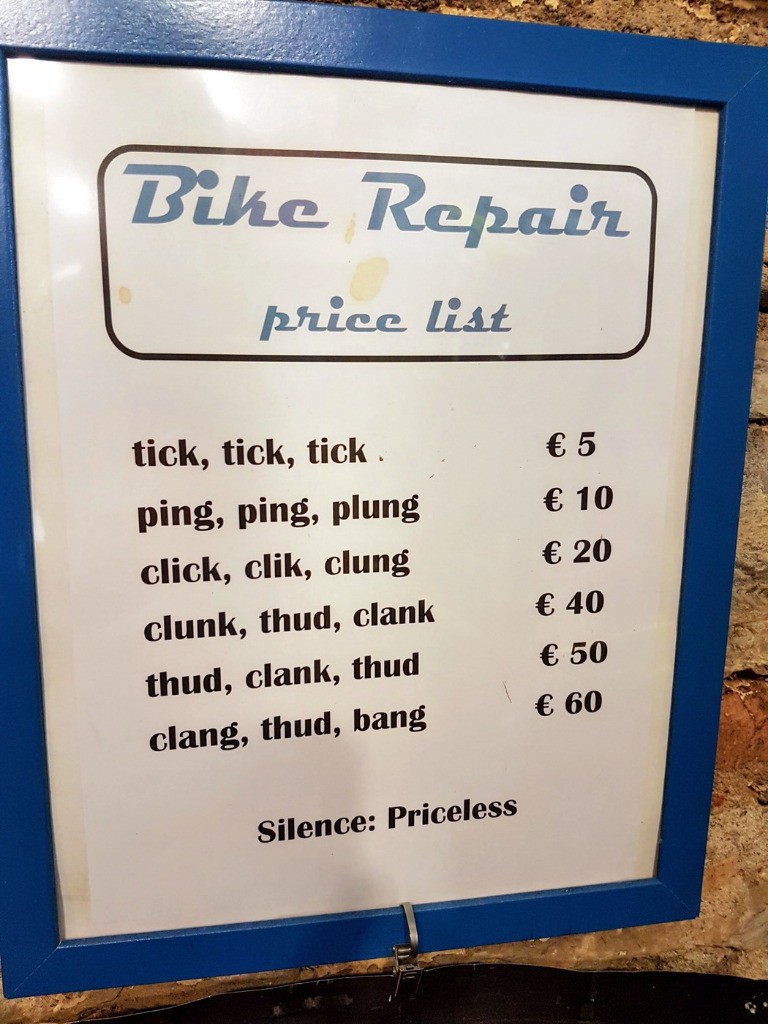 Bike Repair
price list
tick, tick, tick € 5
ping, ping, plung € 10
click, clik, clung € 20
clunk, thud, clank € 40
thud, clank, thud € 50
clang, thud, bang € 60
Silence: Priceless